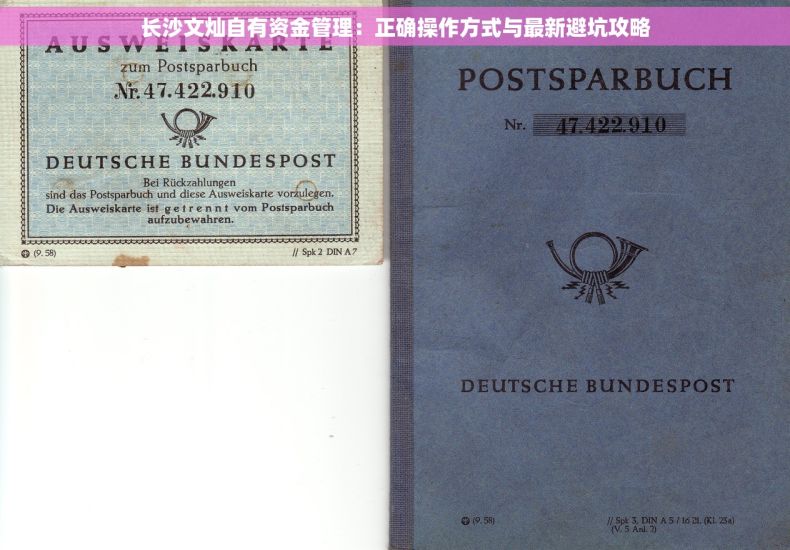 长沙文灿自有资金管理：正确操作方式与最新避坑攻略
AUSWEISKARTE
zum Postsparbuch
Nr. 47.422.910
DEUTSCHE BUNDESPOST
Bei Rückzahlungen
sind das Postsparbuch und diese Ausweiskarte vorzulegen.
Die Ausweiskarte ist getrennt vom Postsparbuch
aufzubewahren.
(9. 58)
// Spk 2 DIN A 7
POSTSPARBUCH
Nr. 47.422.910
DEUTSCHE BUNDESPOST
(9. 58)
// Spk 3, DIN A 5 / 16 Bl. (Kl. 23a)
(V, 5 Anl. 2)